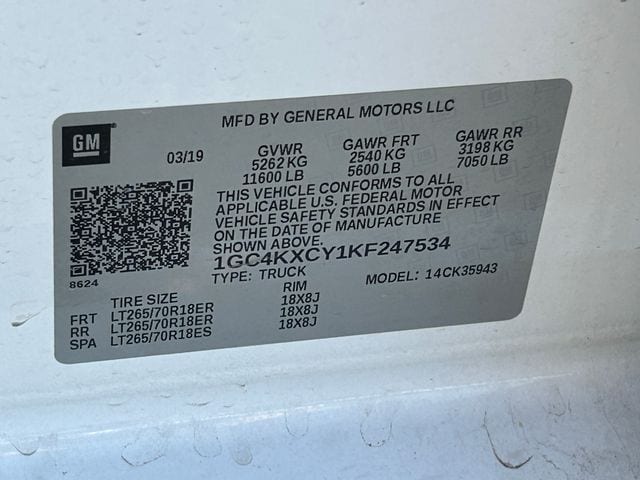 MFD BY GENERAL MOTORS LLC
GM
03/19
GVWR GAWR FRT GAWR RR
5262 KG 2540 KG 3198 KG
11600 LB 5600 LB 7050 LB
THIS VEHICLE CONFORMS TO ALL
APPLICABLE U.S. FEDERAL MOTOR
VEHICLE SAFETY STANDARDS IN EFFECT
ON THE DATE OF MANUFACTURE
SHOWN ABOVE.
1GC4KXCY1KF247534
8624
TYPE: TRUCK MODEL: 14CK35943
TIRE SIZE RIM
FRT LT265/70R18ER 18X8J
RR LT265/70R18ER 18X8J
SPA LT265/70R18ES 18X8J